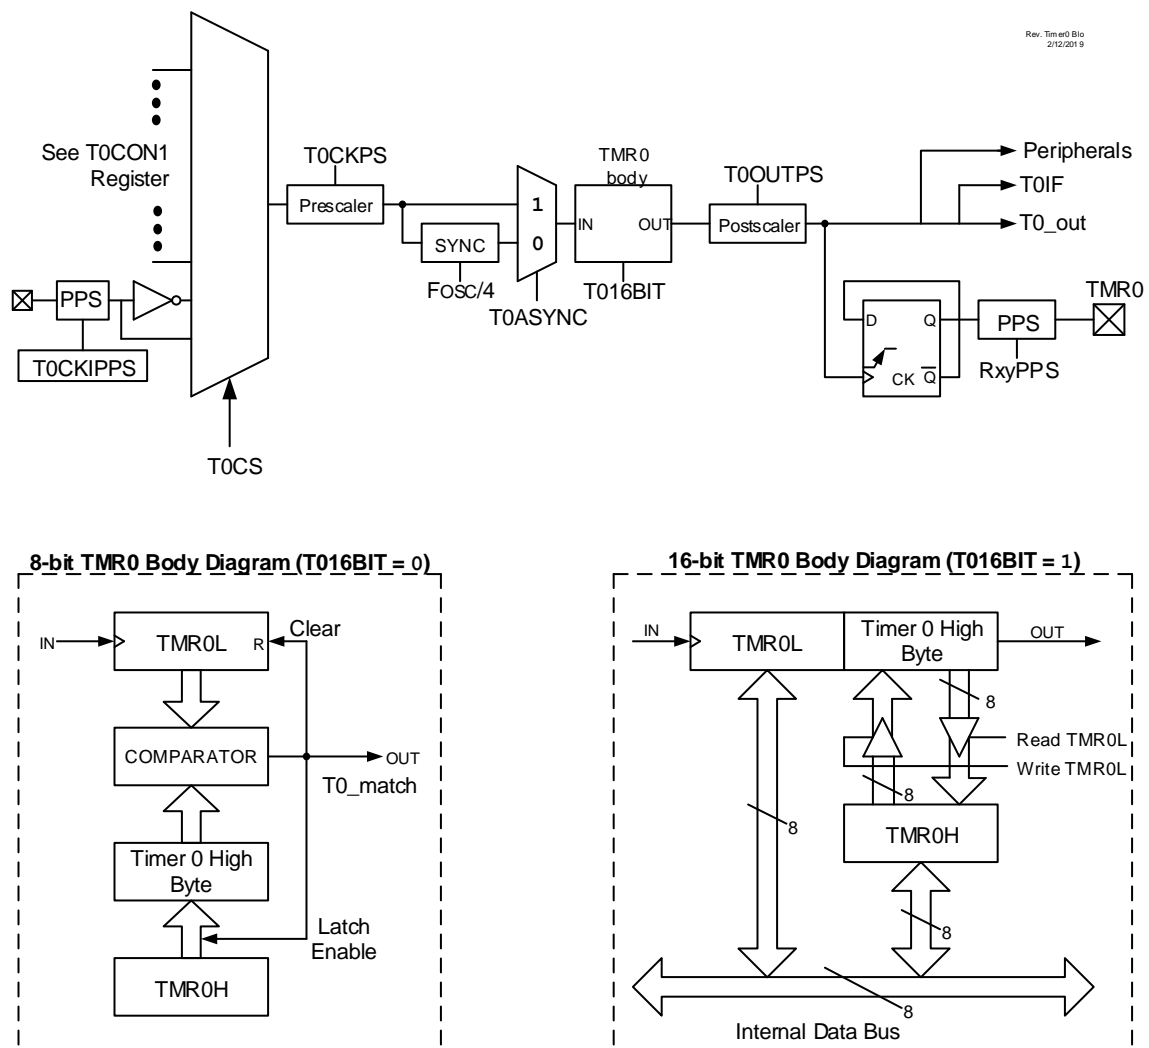 Rev. Timer0 Blo
2/12/2019
See T0CON1
Register
T0CKPS
Prescaler
SYNC
FOSC/4
1
0
T0ASYNC
TMR0
body
IN
OUT
T016BIT
T0OUTPS
Postscaler
Peripherals
T0IF
T0_out
PPS
T0CKIPPS
T0CS
D
Q
CK
Q
PPS
RxyPPS
TMR0
8-bit TMR0 Body Diagram (T016BIT = 0)
IN
TMR0L
R
Clear
COMPARATOR
OUT
T0_match
Timer 0 High
Byte
Latch
Enable
TMR0H
16-bit TMR0 Body Diagram (T016BIT = 1)
IN
TMR0L
Timer 0 High
Byte
OUT
8
Read TMR0L
Write TMR0L
8
8
TMR0H
8
8
Internal Data Bus